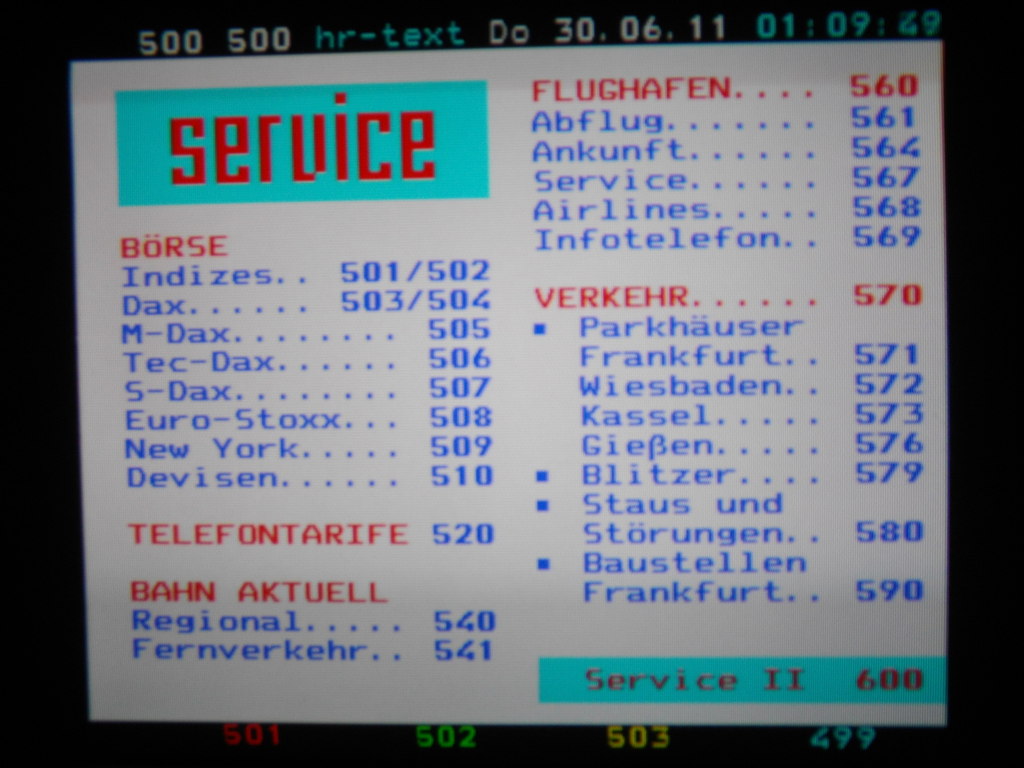 500 500 hr-text Do 30.06.11 01:09:49
service
BÖRSE
Indizes.. 501/502
Dax...... 503/504
M-Dax........ 505
Tec-Dax...... 506
S-Dax........ 507
Euro-Stoxx... 508
New York..... 509
Devisen...... 510
TELEFONTARIFE 520
BAHN AKTUELL
Regional..... 540
Fernverkehr.. 541
FLUGHAFEN.... 560
Abflug....... 561
Ankunft...... 564
Service...... 567
Airlines..... 568
Infotelefon.. 569
VERKEHR...... 570
▪ Parkhäuser
Frankfurt.. 571
Wiesbaden.. 572
Kassel..... 573
Gießen..... 576
▪ Blitzer.... 579
▪ Staus und
Störungen.. 580
▪ Baustellen
Frankfurt.. 590
Service II 600
501 502 503 499